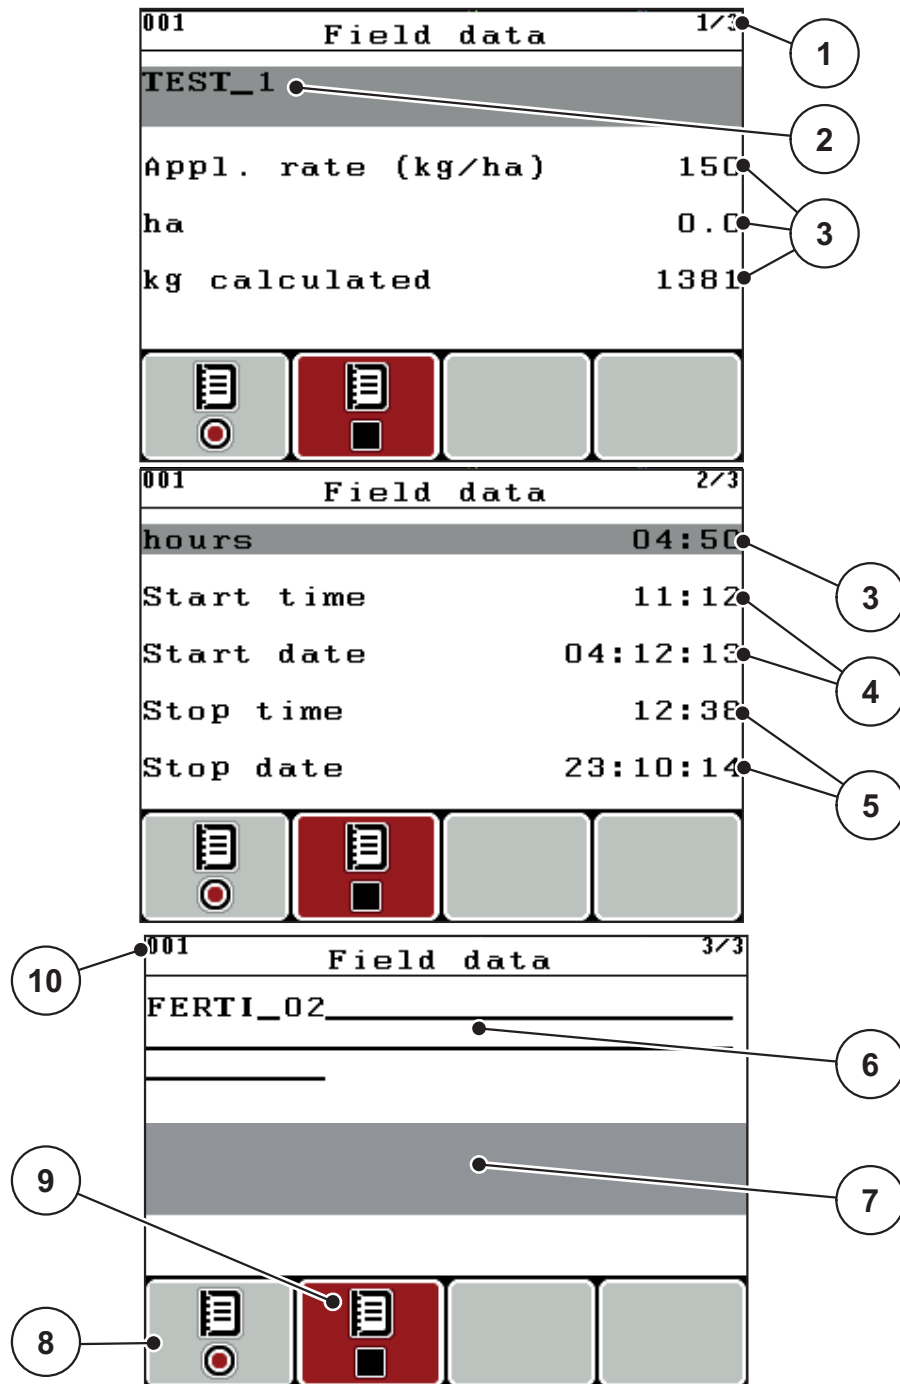 001 Field data 1/3
1
TEST_1
2
Appl. rate (kg/ha) 150
ha 0.0
3
kg calculated 1381
001 Field data 2/3
hours 04:50
3
Start time 11:12
Start date 04:12:13
4
Stop time 12:38
Stop date 23:10:14
5
001 Field data 3/3
10
FERTI_02
6
9
7
8